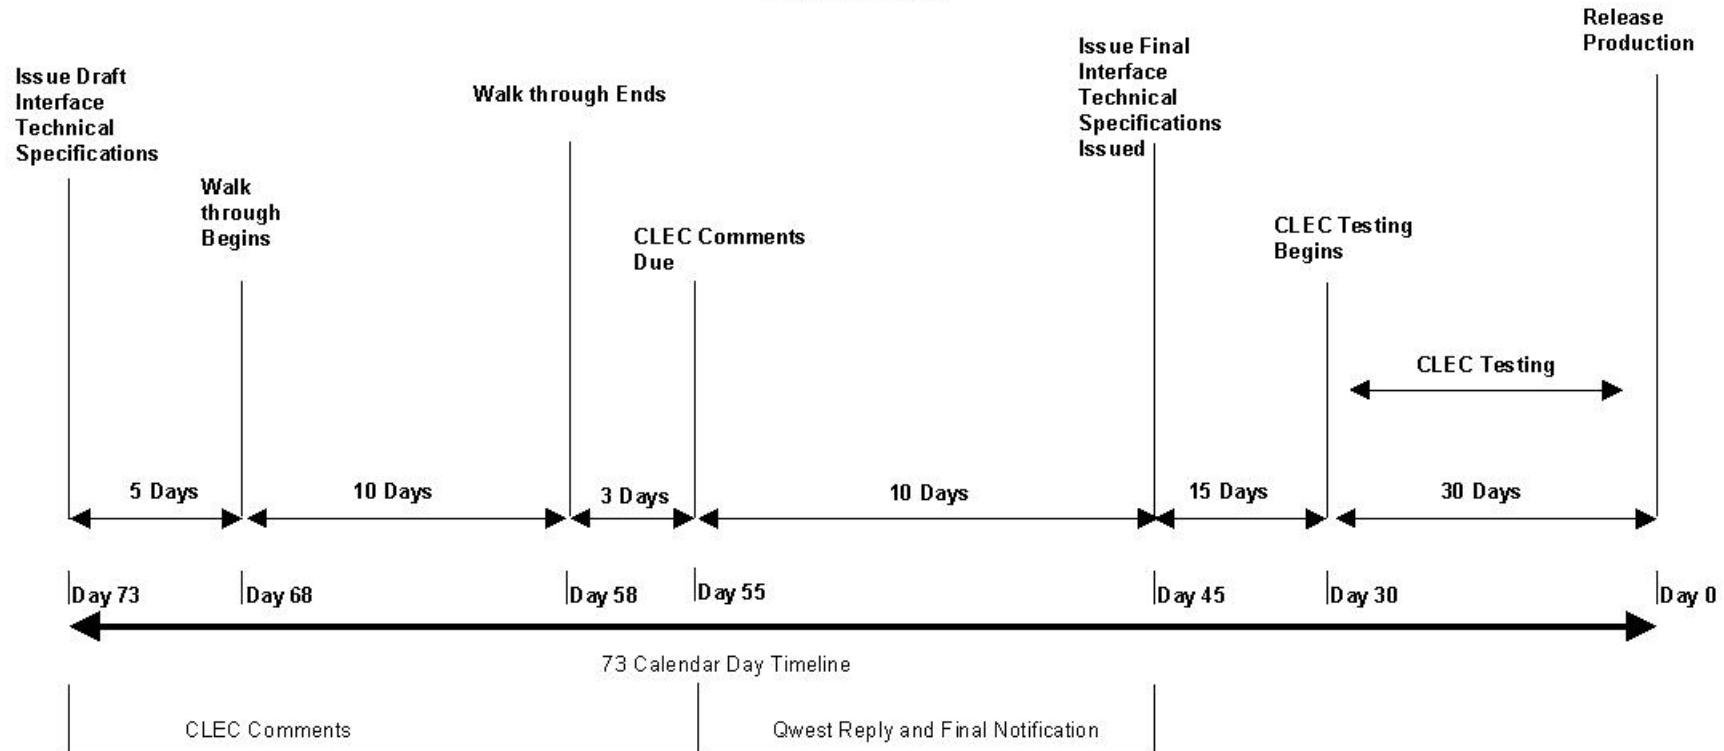 Release
Production
Issue Final
Interface
Technical
Specifications
Issued
Issue Draft
Interface
Technical
Specifications
Walk through Ends
Walk
through
Begins
CLEC Comments
Due
CLEC Testing
Begins
CLEC Testing
5 Days
10 Days
3 Days
10 Days
15 Days
30 Days
Day 73
Day 68
Day 58
Day 55
Day 45
Day 30
Day 0
73 Calendar Day Timeline
CLEC Comments
Qwest Reply and Final Notification